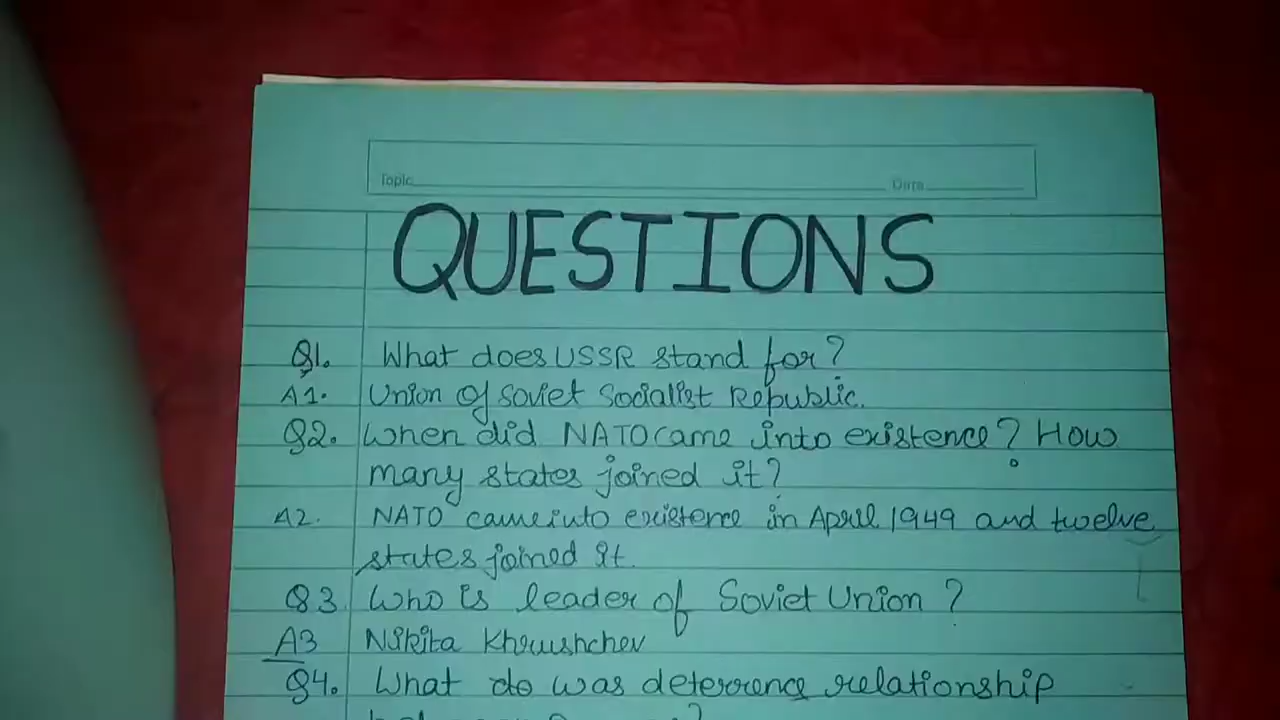 Topic Date
QUESTIONS
Q1. What does USSR stand for?
A1. Union of Soviet Socialist Republic.
Q2. When did NATO came into existence? How
many states joined it?
A2. NATO came into existence in April 1949 and twelve
states joined it.
Q3. Who is leader of Soviet Union?
A3 Nikita Khrushchev
Q4. What do was deterrence relationship